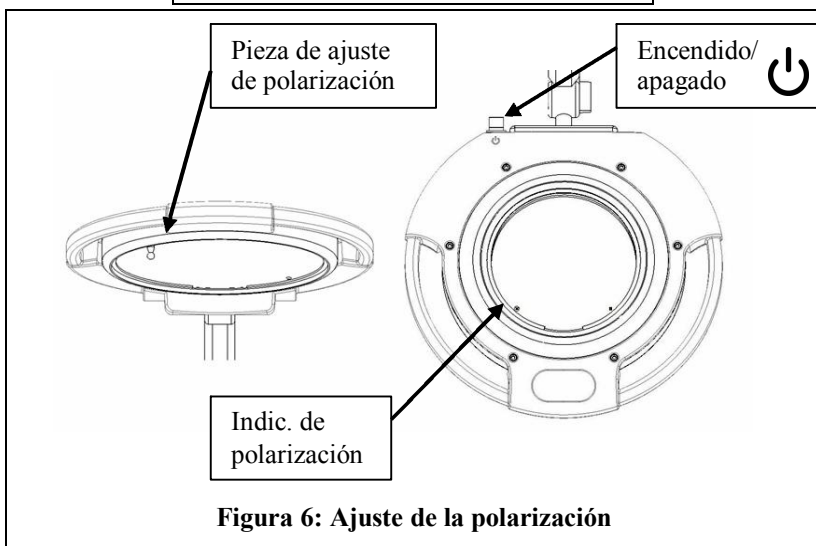 Pieza de ajuste
de polarización
Encendido/
apagado
Indic. de
polarización
Figura 6: Ajuste de la polarización